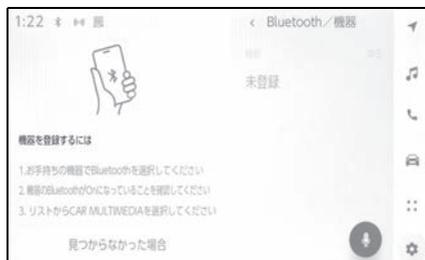 1:22
Bluetooth／機器
未登録
機器を登録するには
1.お手持ちの機器でBluetoothを選択してください
2.機器のBluetoothがOnになっていることを確認してください
3. リストからCAR MULTIMEDIAを選択してください
見つからなかった場合